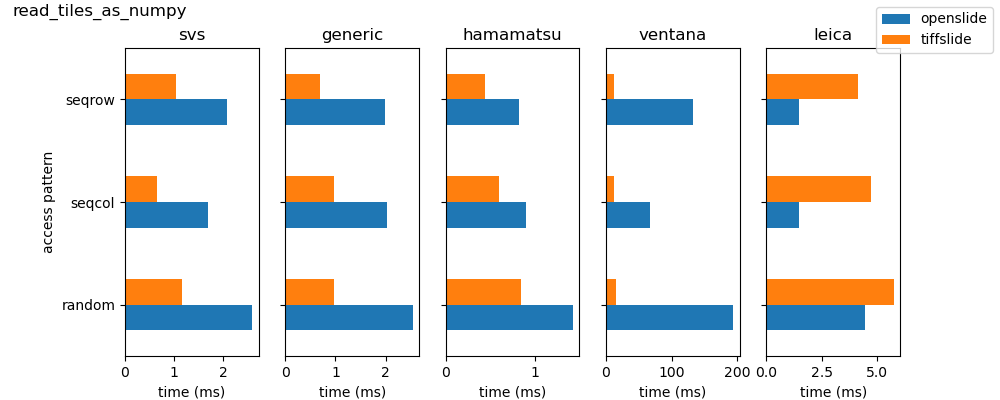 read_tiles_as_numpy
openslide
tiffslide
svs
generic
hamamatsu
ventana
leica
access pattern
seqrow
seqcol
random
0 1 2
0 1 2
0 1
0 100 200
0.0 2.5 5.0
time (ms)
time (ms)
time (ms)
time (ms)
time (ms)